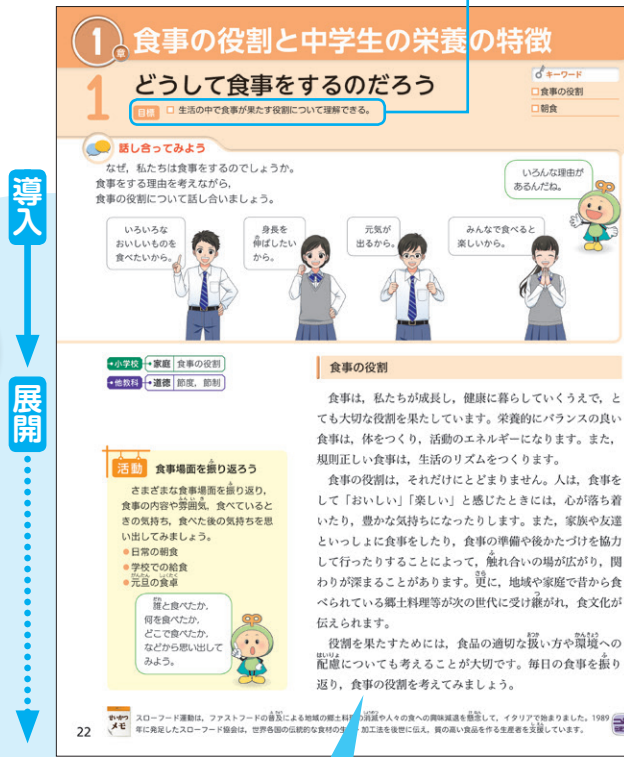 導入
展開
1章 食事の役割と中学生の栄養の特徴
1 どうして食事をするのだろう
目標 □ 生活の中で食事が果たす役割について理解できる。
キーワード
□食事の役割
□朝食
話し合ってみよう
なぜ，私たちは食事をするのでしょうか。
食事をする理由を考えながら，
食事の役割について話し合いましょう。
いろんな理由が
あるんだね。
いろいろな
おいしいものを
食べたいから。
身長を
伸ばしたい
から。
元気が
出るから。
みんなで食べると
楽しいから。
小学校 家庭 食事の役割
他教科 道徳 節度，節制
活動 食事場面を振り返ろう
さまざまな食事場面を振り返り，
食事の内容や雰囲気，食べていると
きの気持ち，食べた後の気持ちを思
い出してみましょう。
●日常の朝食
●学校での給食
●元旦の食卓
誰と食べたか，
何を食べたか，
どこで食べたか，
などから思い出して
みよう。
食事の役割
食事は，私たちが成長し，健康に暮らしていくうえで，と
ても大切な役割を果たしています。栄養的にバランスの良い
食事は，体をつくり，活動のエネルギーになります。また，
規則正しい食事は，生活のリズムをつくります。
食事の役割は，それだけにとどまりません。人は，食事を
して「おいしい」「楽しい」と感じたときには，心が落ち着
いたり，豊かな気持ちになったりします。また，家族や友達
といっしょに食事をしたり，食事の準備や後かたづけを協力
して行ったりすることによって，触れ合いの場が広がり，関
わりが深まることがあります。更に，地域や家庭で昔から食
べられている郷土料理等が次の世代に受け継がれ，食文化が
伝えられます。
役割を果たすためには，食品の適切な扱い方や環境への
配慮についても考えることが大切です。毎日の食事を振り
返り，食事の役割を考えてみましょう。
22
せいかつメモ
スローフード運動は，ファストフードの普及による地域の郷土料理の消滅や人々の食への興味減退を懸念して，イタリアで始まりました。1989
年に発足したスローフード協会は，世界各国の伝統的な食材の生 加工法を後世に伝え，質の高い食品を作る生産者を支援しています。